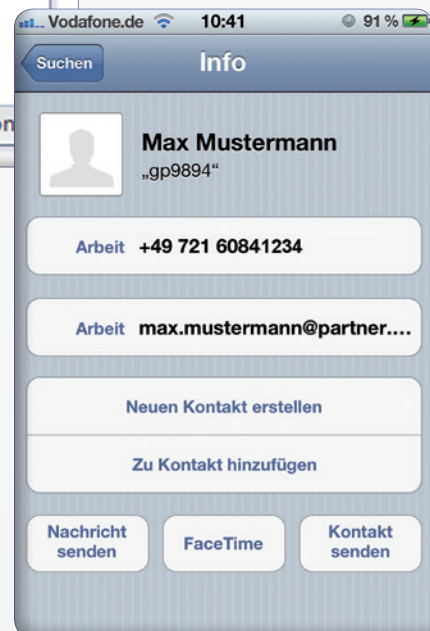 Vodafone.de 10:41 91 %
Suchen Info
Max Mustermann
„gp9894“
Arbeit +49 721 60841234
Arbeit max.mustermann@partner....
Neuen Kontakt erstellen
Zu Kontakt hinzufügen
Nachricht senden
FaceTime
Kontakt senden